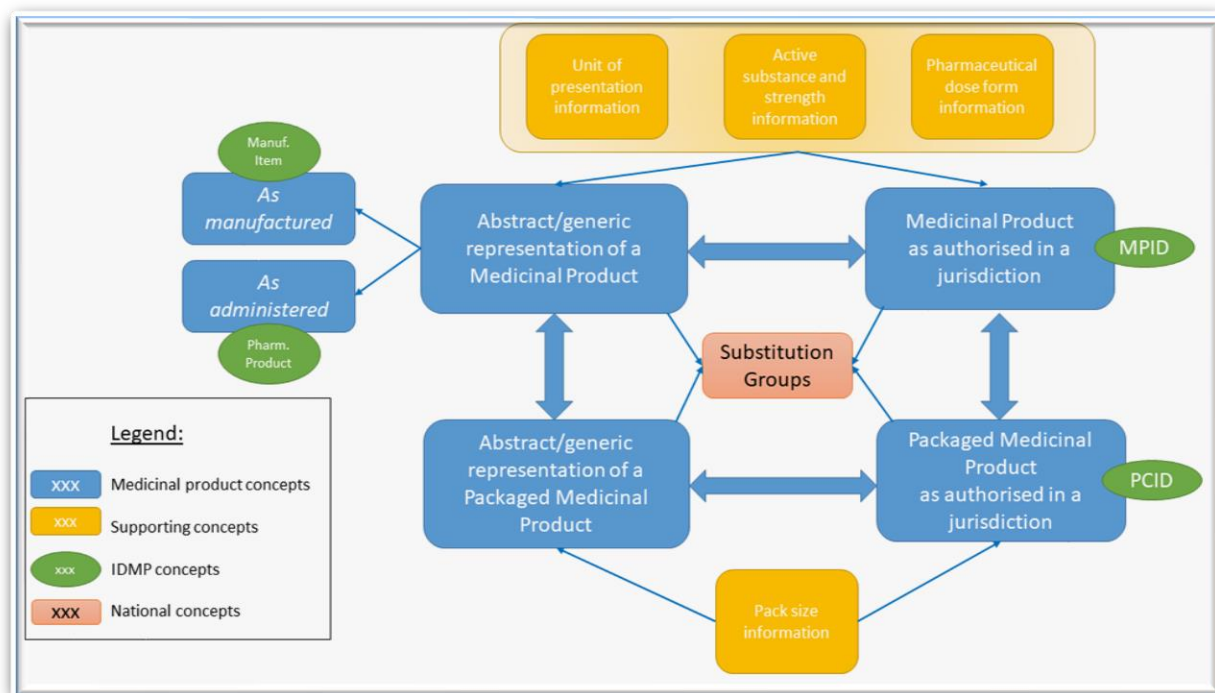 Unit of
presentation
information
Active
substance and
strength
information
Pharmaceutical
dose form
information
Manuf.
Item
As
manufactured
As
administered
Pharm.
Product
Abstract/generic
representation of a
Medicinal Product
Medicinal Product
as authorised in a
jurisdiction
MPID
Substitution
Groups
Abstract/generic
representation of a
Packaged Medicinal
Product
Packaged Medicinal
Product
as authorised in a
jurisdiction
PCID
Pack size
information
Legend:
XXX Medicinal product concepts
xxx Supporting concepts
xxx IDMP concepts
XXX National concepts